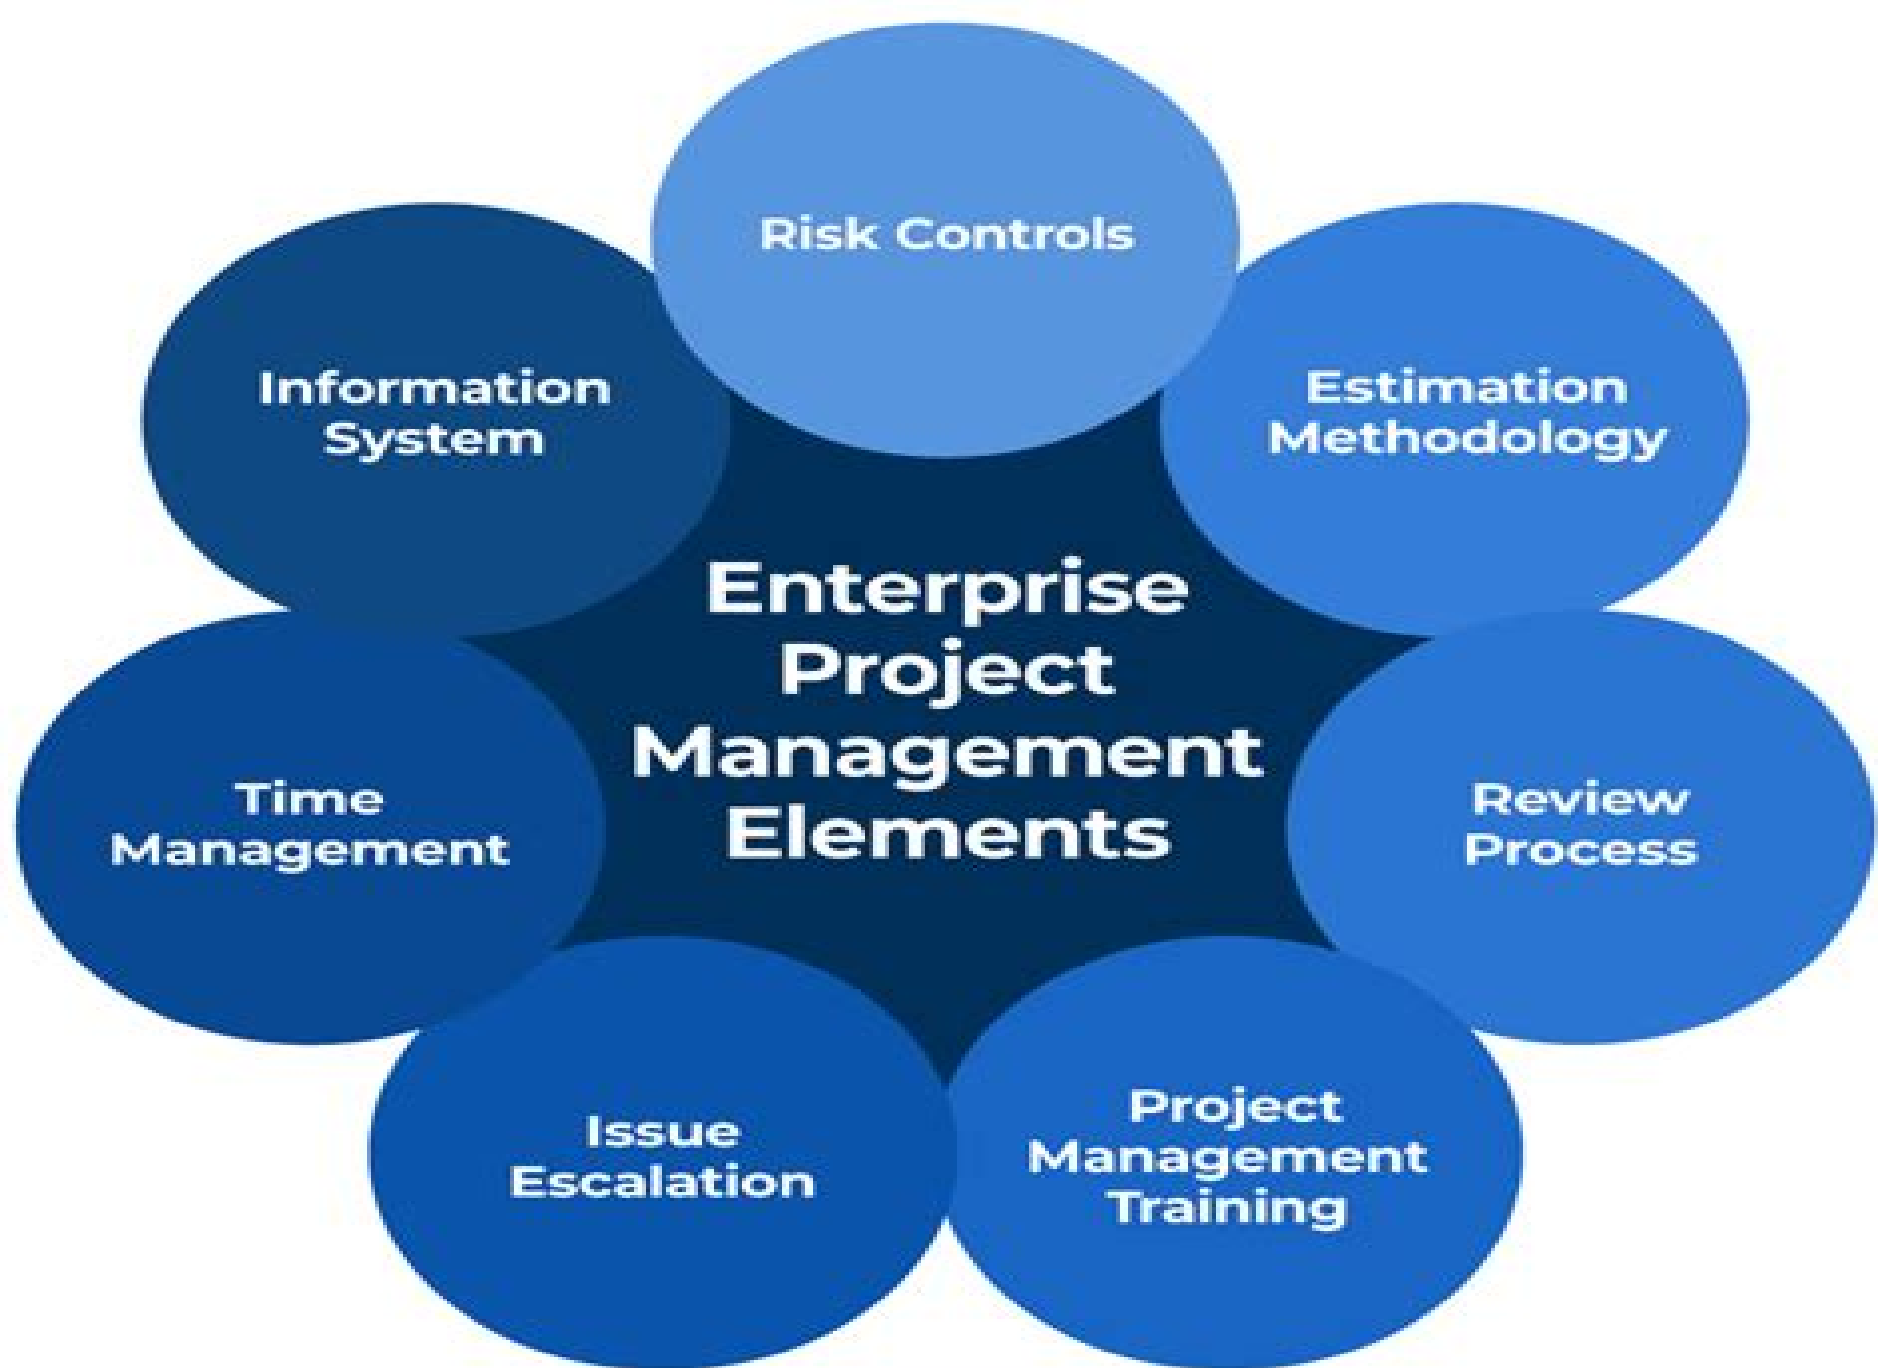 Risk Controls
Estimation
Methodology
Review
Process
Project
Management
Training
Issue
Escalation
Time
Management
Information
System
Enterprise
Project
Management
Elements